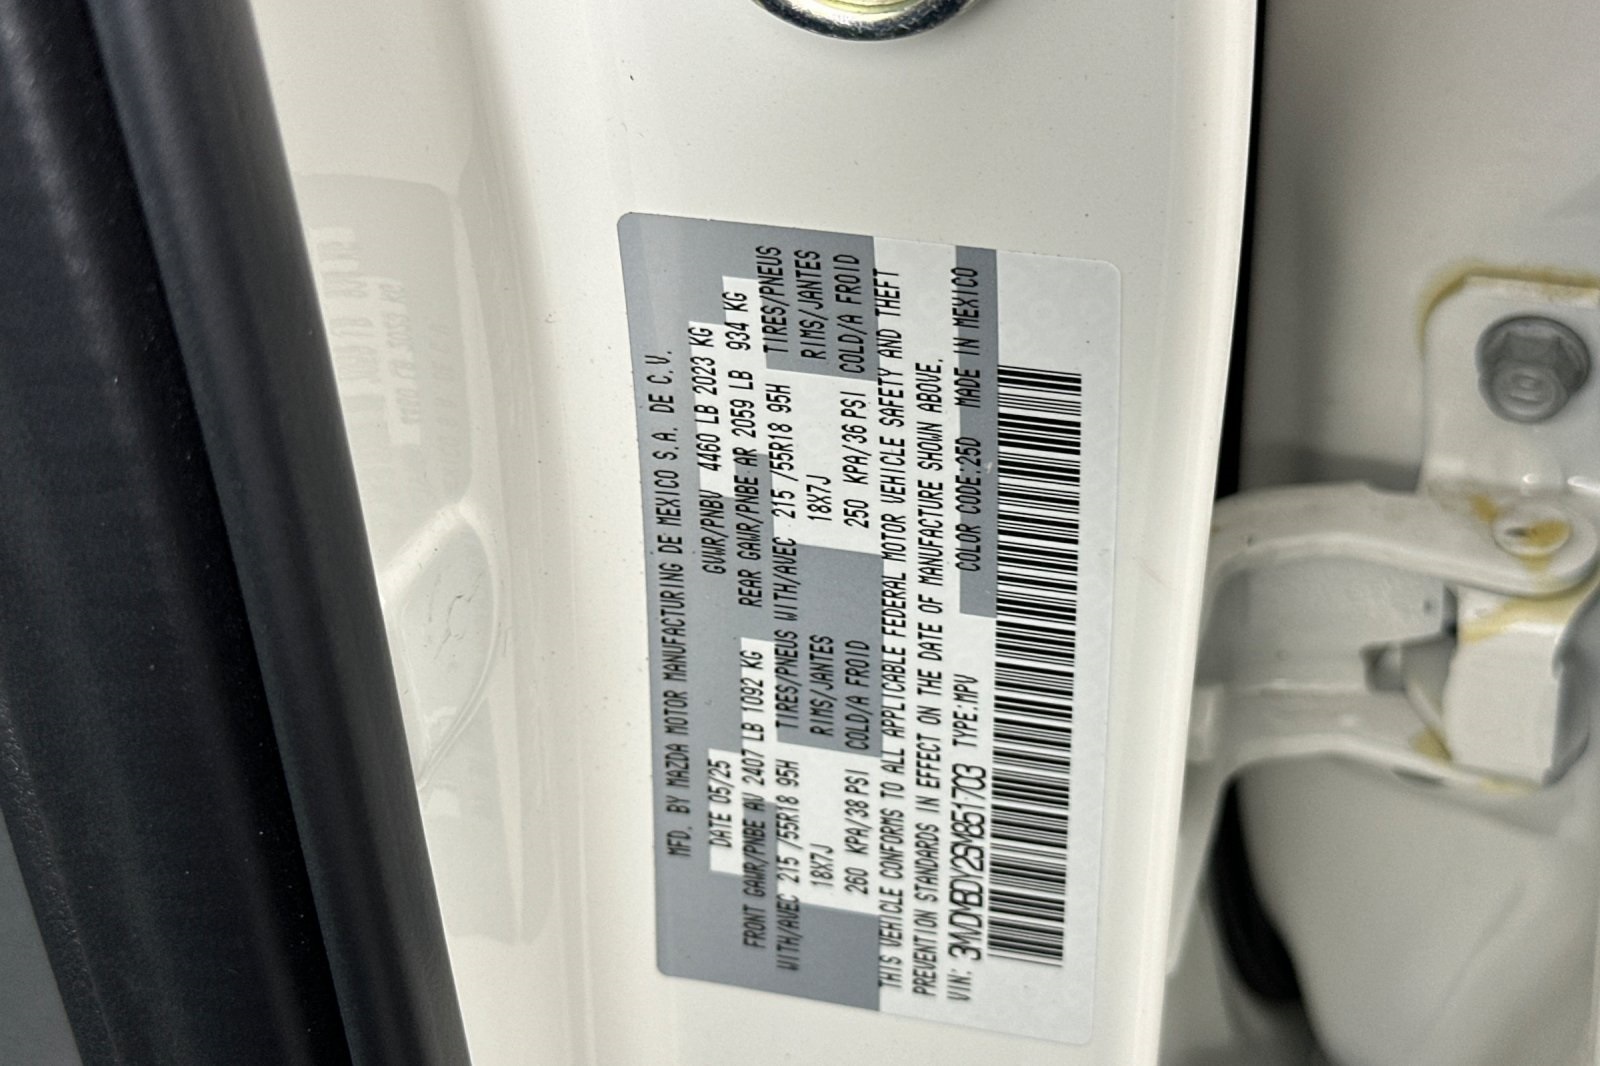 MFD. BY MAZDA MOTOR MANUFACTURING DE MEXICO S.A. DE C.V.
DATE 05/25 GVWR/PNBV 4460 LB 2023 KG
FRONT GAWR/PNBE AV 2407 LB 1092 KG REAR GAWR/PNBE AR 2059 LB 934 KG
WITH/AVEC 215 /55R18 95H TIRES/PNEUS WITH/AVEC 215 /55R18 95H TIRES/PNEUS
18X7J RIMS/JANTES 18X7J RIMS/JANTES
260 KPA/38 PSI COLD/A FROID 250 KPA/36 PSI COLD/A FROID
THIS VEHICLE CONFORMS TO ALL APPLICABLE FEDERAL MOTOR VEHICLE SAFETY AND THEFT
PREVENTION STANDARDS IN EFFECT ON THE DATE OF MANUFACTURE SHOWN ABOVE.
VIN: 3MVDMBDY2SM851703 TYPE:MPV COLOR CODE:25D MADE IN MEXICO